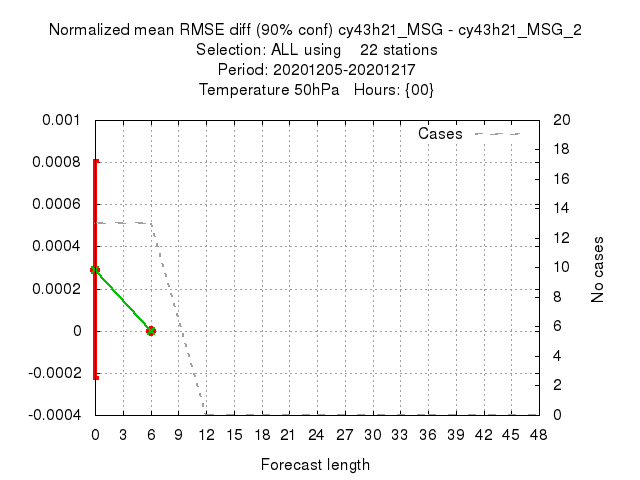 Normalized mean RMSE diff (90% conf) cy43h21_MSG - cy43h21_MSG_2
Selection: ALL using 22 stations
Period: 20201205-20201217
Temperature 50hPa Hours: {00}
Cases
0.001
0.0008
0.0006
0.0004
0.0002
0
-0.0002
-0.0004
20
18
16
14
12
10
8
6
4
2
0
No cases
0 3 6 9 12 15 18 21 24 27 30 33 36 39 42 45 48
Forecast length